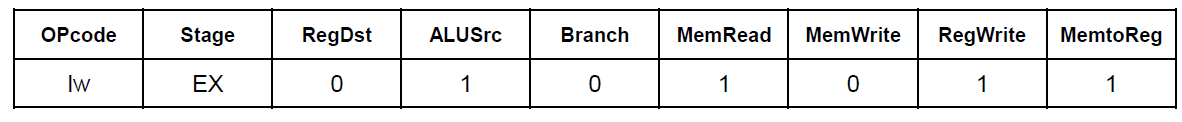 OPcode Stage RegDst ALUSrc Branch MemRead MemWrite RegWrite MemtoReg
lw EX 0 1 0 1 0 1 1